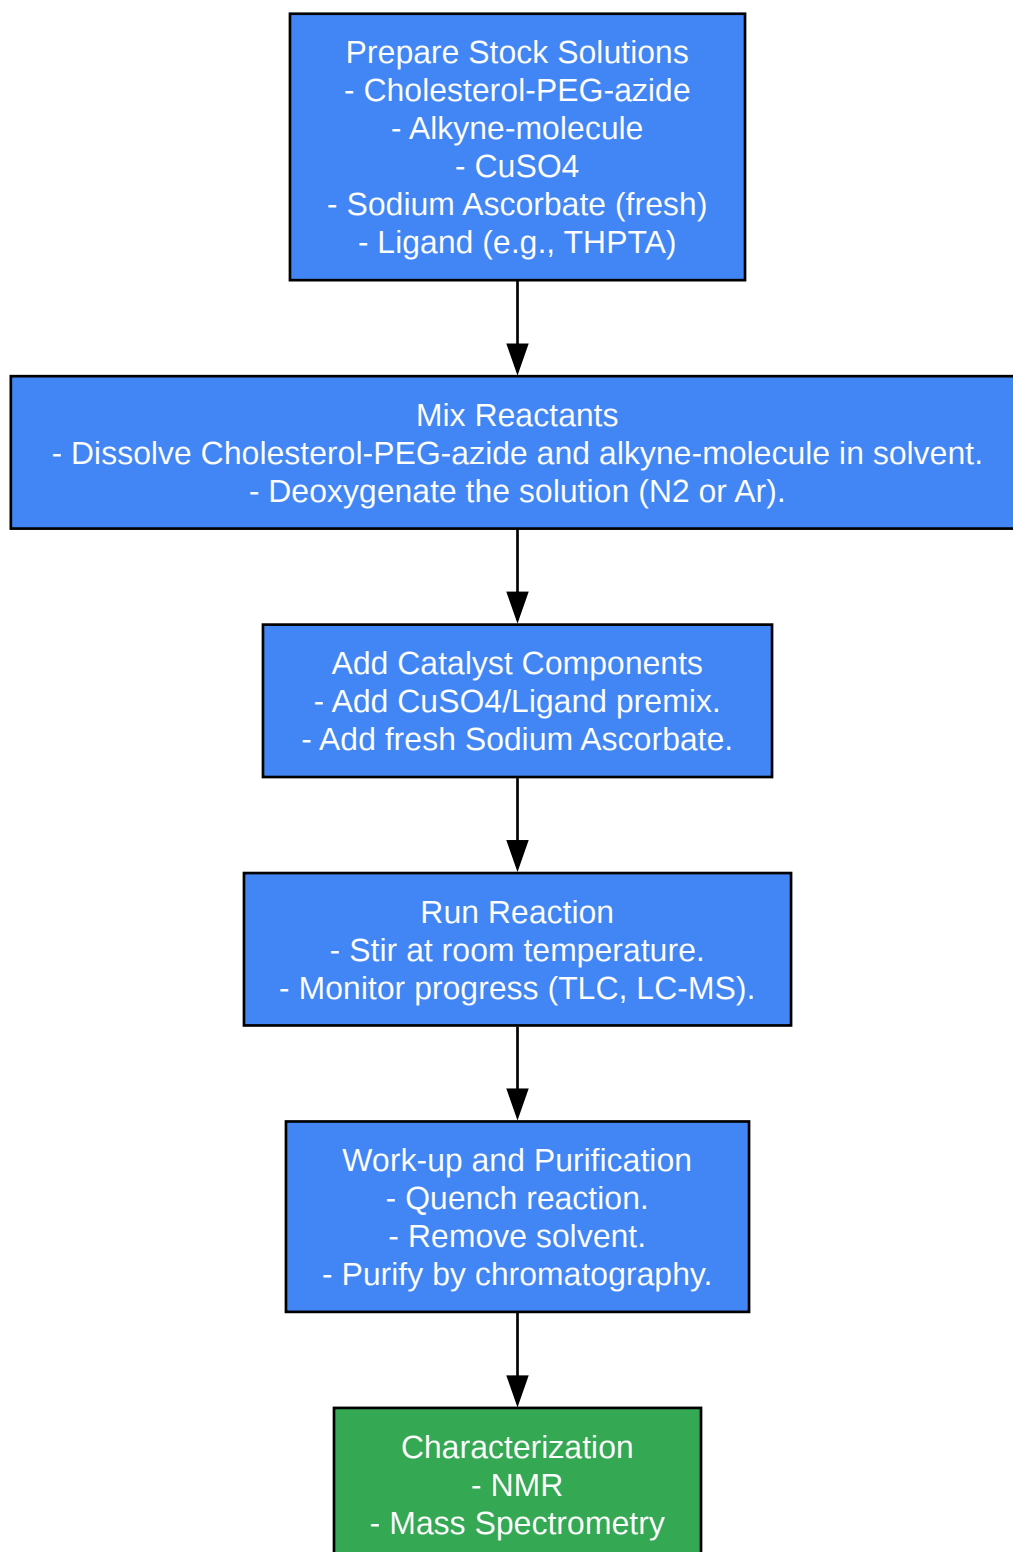 Prepare Stock Solutions
- Cholesterol-PEG-azide
- Alkyne-molecule
- CuSO4
- Sodium Ascorbate (fresh)
- Ligand (e.g., THPTA)
Mix Reactants
- Dissolve Cholesterol-PEG-azide and alkyne-molecule in solvent.
- Deoxygenate the solution (N2 or Ar).
Add Catalyst Components
- Add CuSO4/Ligand premix.
- Add fresh Sodium Ascorbate.
Run Reaction
- Stir at room temperature.
- Monitor progress (TLC, LC-MS).
Work-up and Purification
- Quench reaction.
- Remove solvent.
- Purify by chromatography.
Characterization
- NMR
- Mass Spectrometry